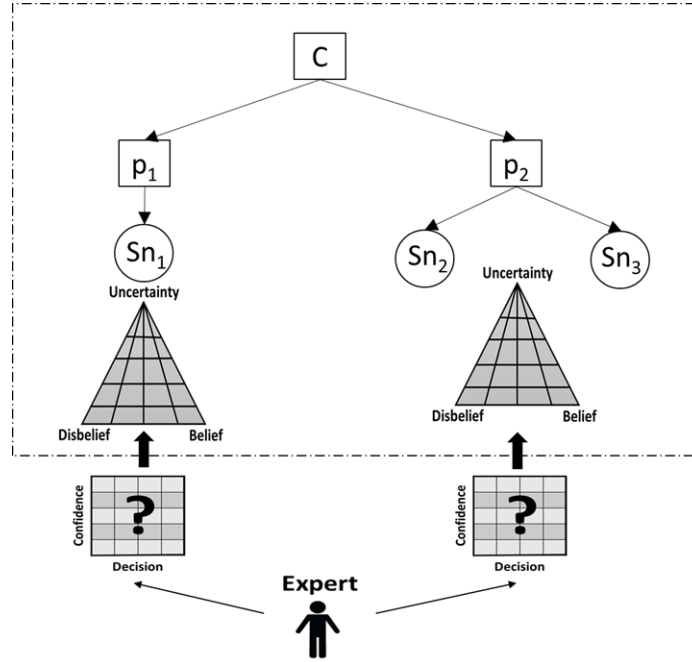 C
p₁
p₂
Sn₁
Sn₂
Sn₃
Uncertainty
Uncertainty
Disbelief
Belief
Disbelief
Belief
Confidence
?
Confidence
?
Decision
Decision
Expert